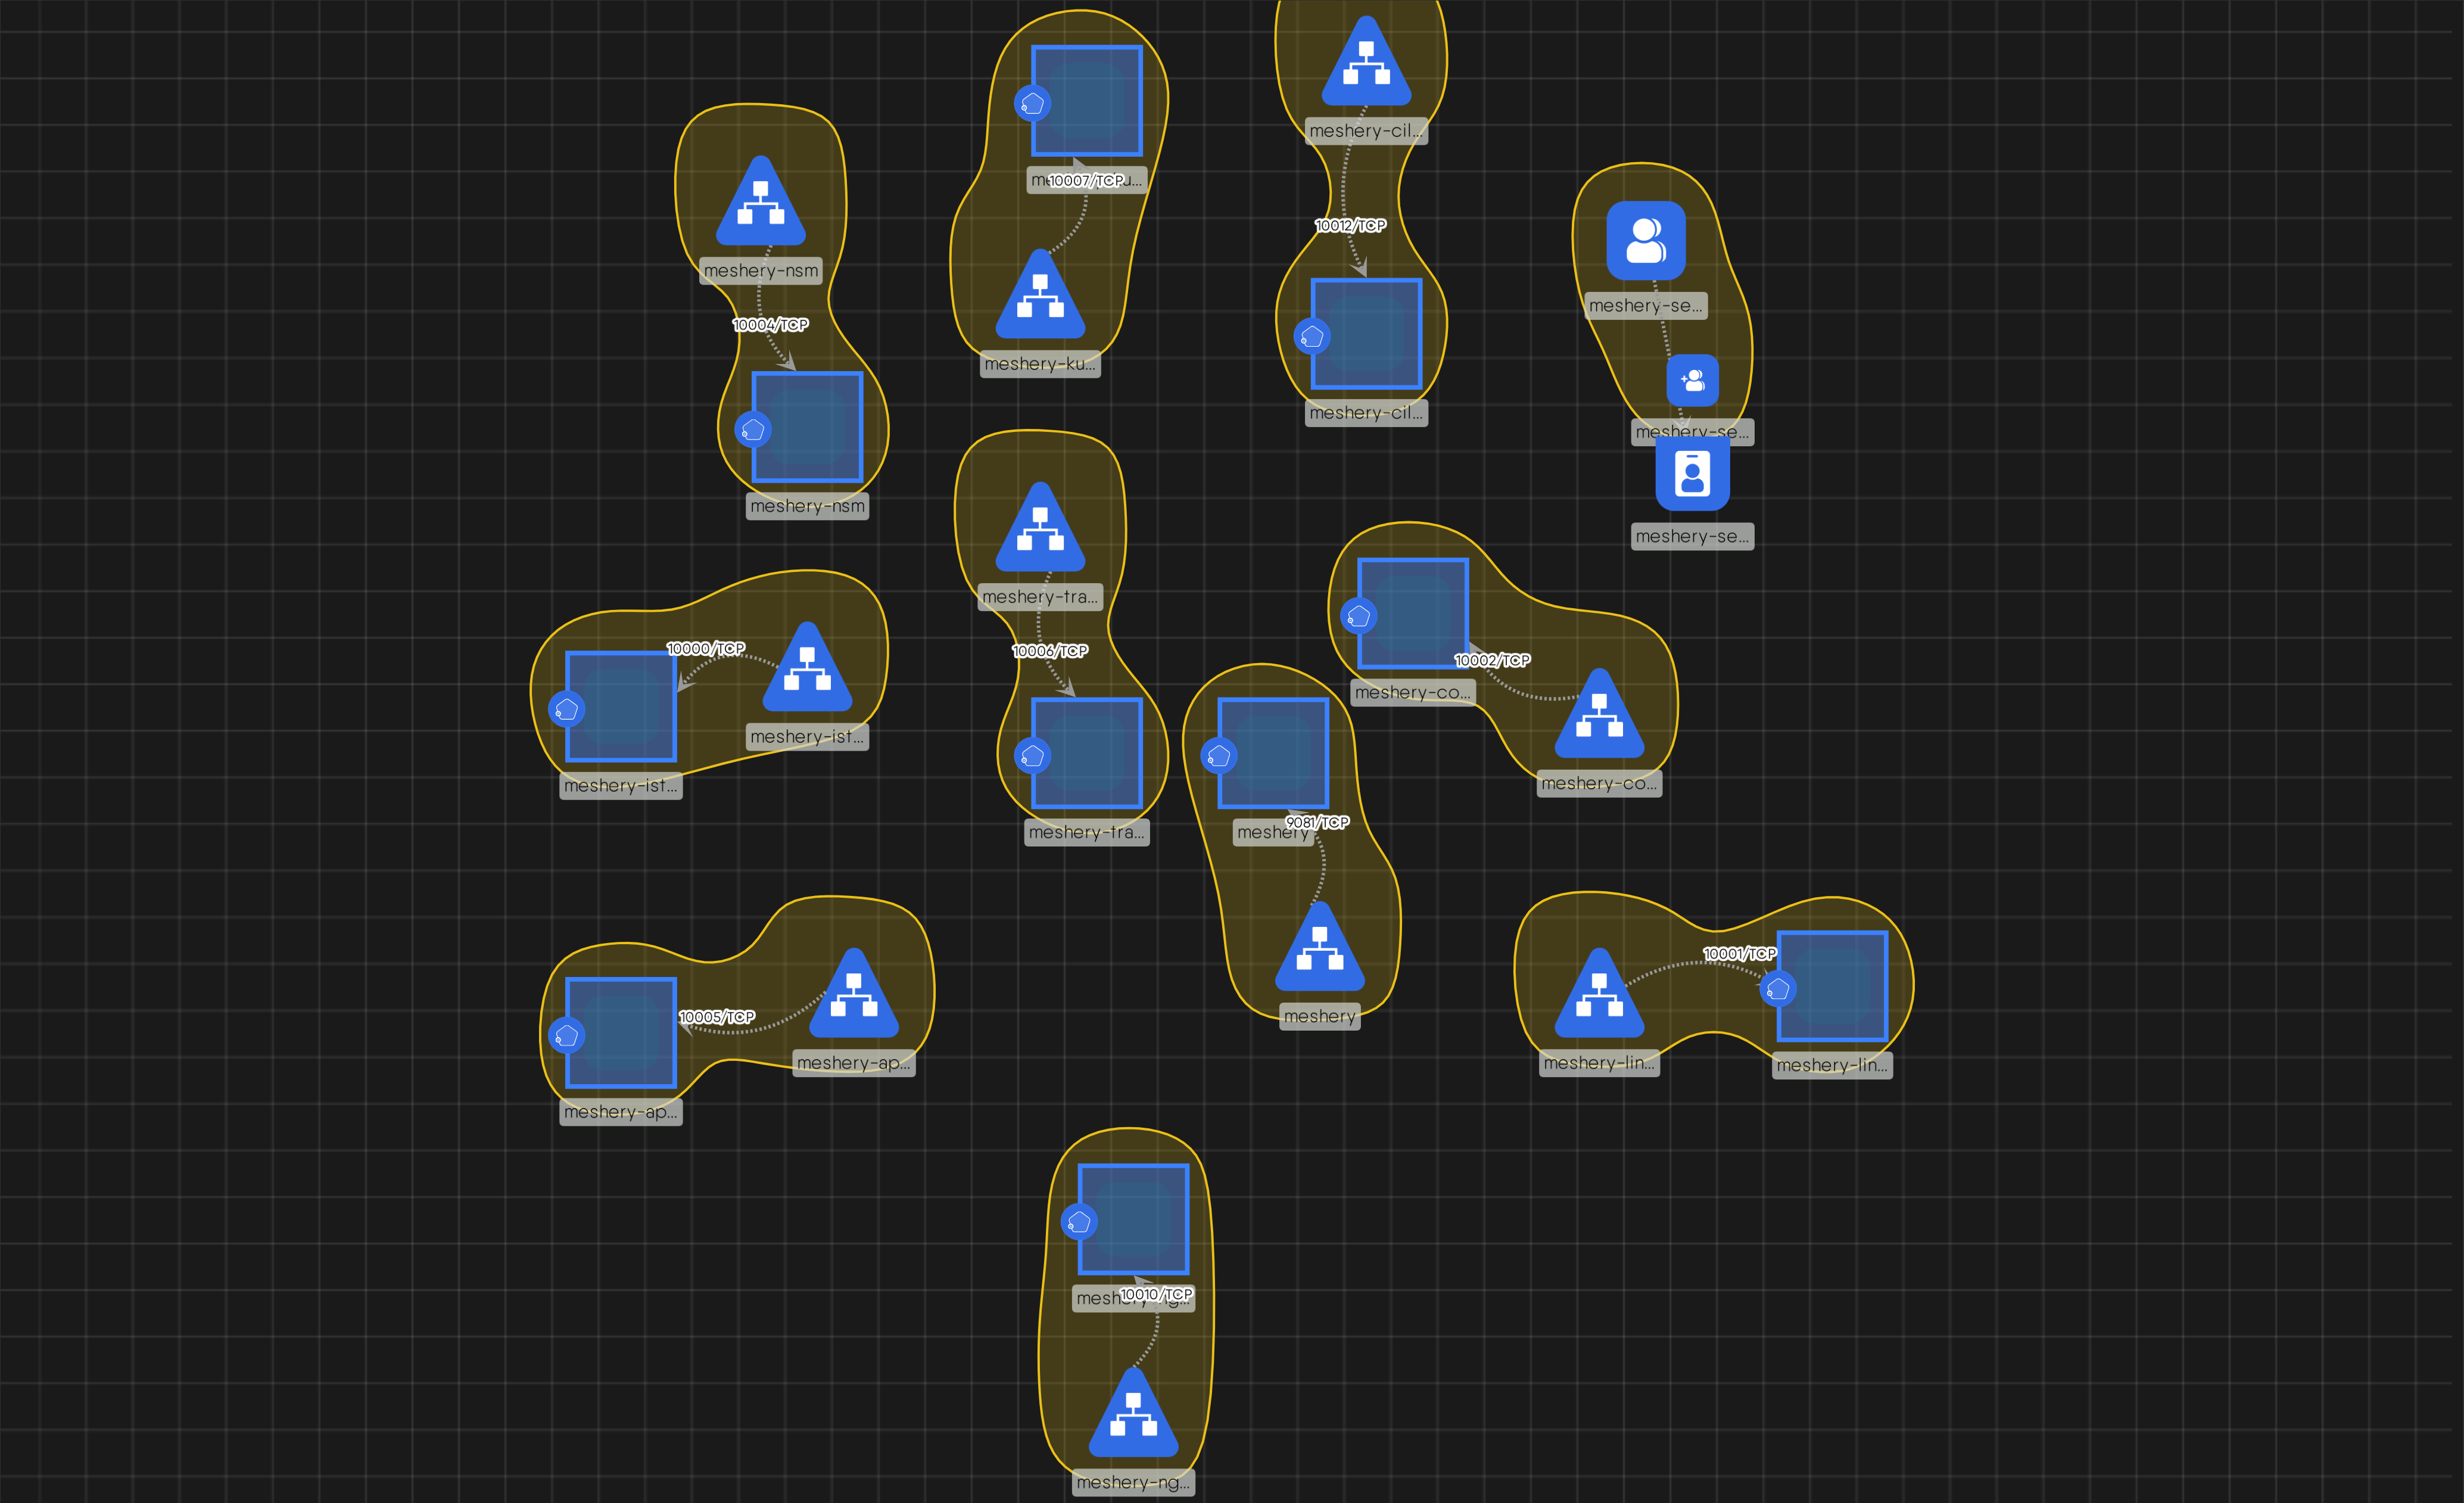 meshery-cil...
10007/TCP
meshery-nsm
10012/TCP
meshery-se...
10004/TCP
meshery-ku...
meshery-cil...
meshery-se...
meshery-nsm
meshery-se...
meshery-tra...
10000/TCP
10006/TCP
10002/TCP
meshery-co...
meshery-ist...
meshery-ist...
meshery-co...
9081/TCP
meshery-tra...
meshery
10001/TCP
10005/TCP
meshery
meshery-ap...
meshery-lin...
meshery-lin...
meshery-ap...
10010/TCP
meshery-ng...